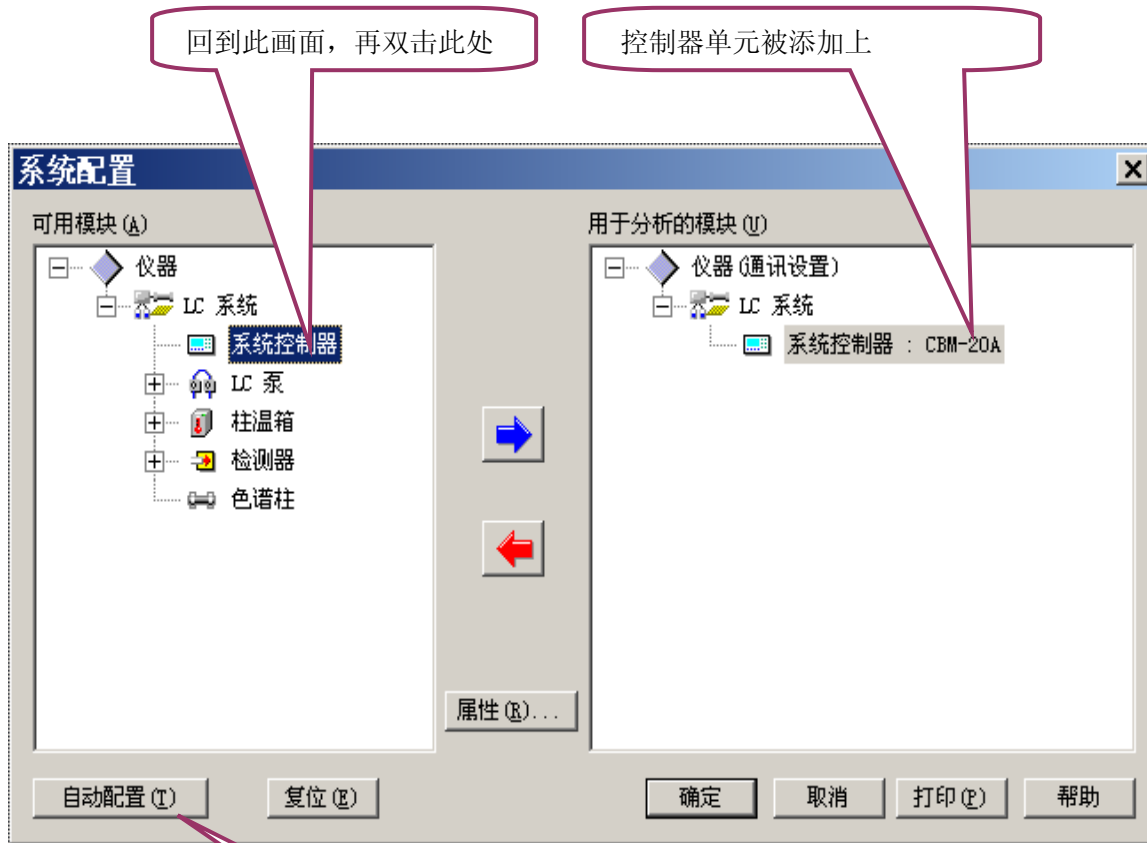 回到此画面，再双击此处
控制器单元被添加上
系统配置
可用模块(A)
仪器
LC 系统
系统控制器
LC 泵
柱温箱
检测器
色谱柱
属性(R)...
用于分析的模块(U)
仪器(通讯设置)
LC 系统
系统控制器 : CBM-20A
自动配置(T)
复位(E)
确定
取消
打印(P)
帮助